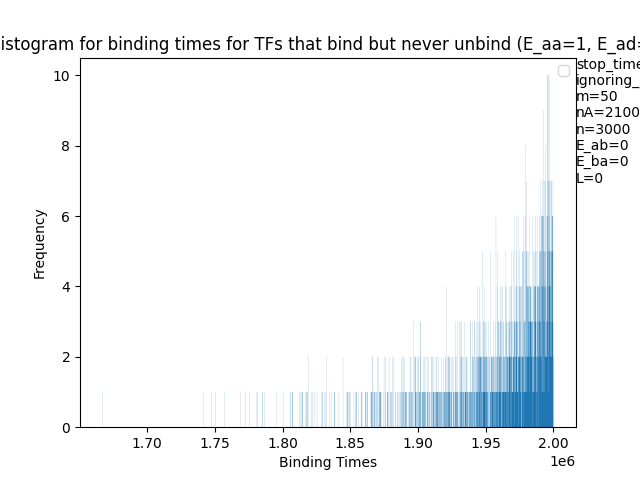 istogram for binding times for TFs that bind but never unbind (E_aa=1, E_ad=
stop_time
ignoring_
m=50
nA=2100
n=3000
E_ab=0
E_ba=0
L=0
10
8
6
4
2
0
Frequency
1.70 1.75 1.80 1.85 1.90 1.95 2.00
1e6
Binding Times